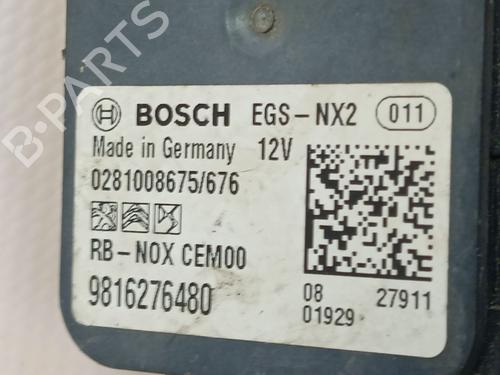 B-PARTS
BOSCH EGS-NX2 011
Made in Germany 12V
0281008675/676
RB-NOX CEM00
9816276480
08 27911
01929